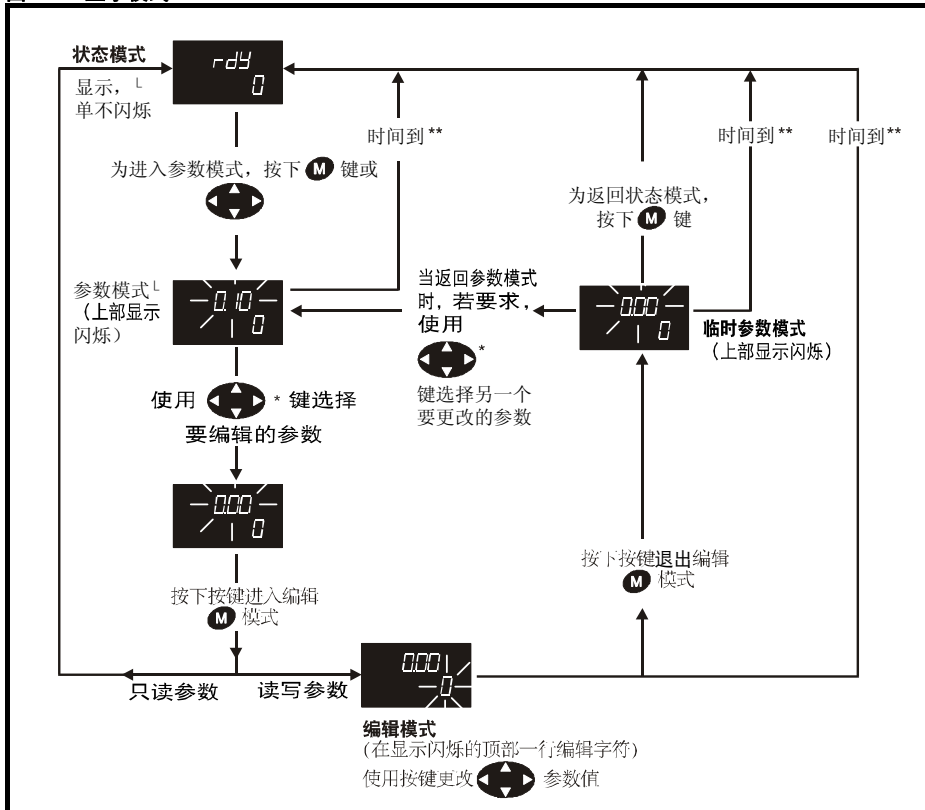 状态模式
显示，└
单不闪烁
rdY
0
时间到**
时间到**
时间到**
为进入参数模式，按下 M 键或
为返回状态模式，
按下 M 键
参数模式└
（上部显示
闪烁）
0.10
0
当返回参数模式
时，若要求，
使用
*
键选择另一个
要更改的参数
0.00
0
临时参数模式
（上部显示闪烁）
使用 * 键选择
要编辑的参数
0.00
0
按下按键进入编辑
M 模式
按下按键退出编辑
M 模式
只读参数
读写参数
0.00
0
编辑模式
(在显示闪烁的顶部一行编辑字符)
使用按键更改 参数值